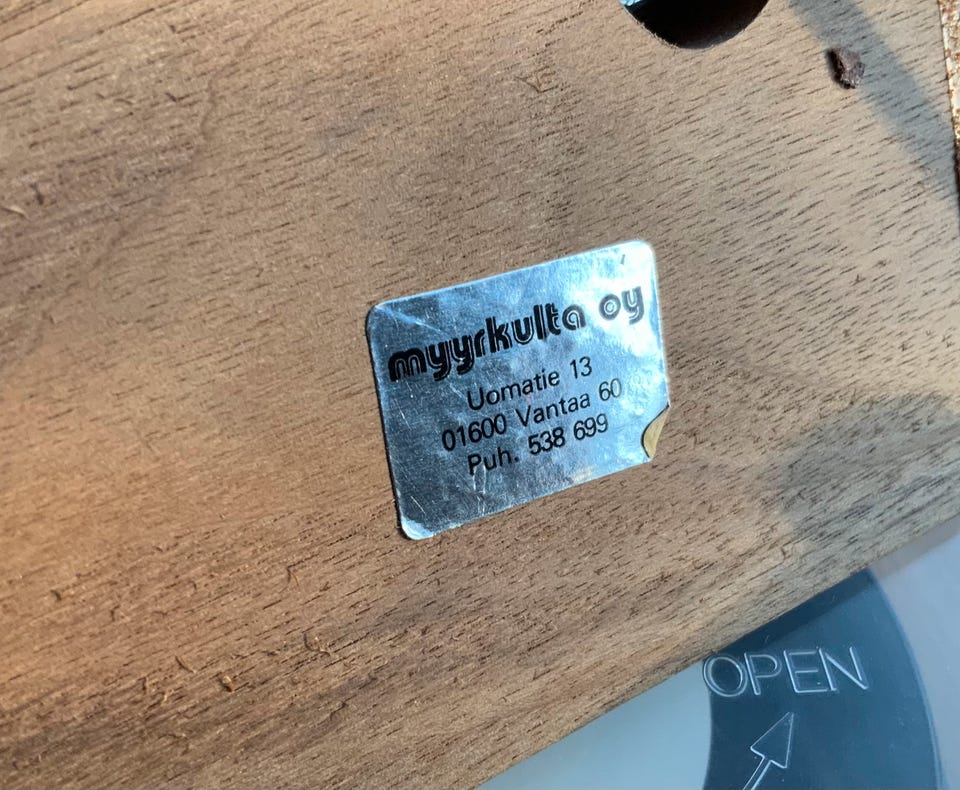 myyrkulta oy
Uomatie 13
01600 Vantaa 60
Puh. 538 699
OPEN